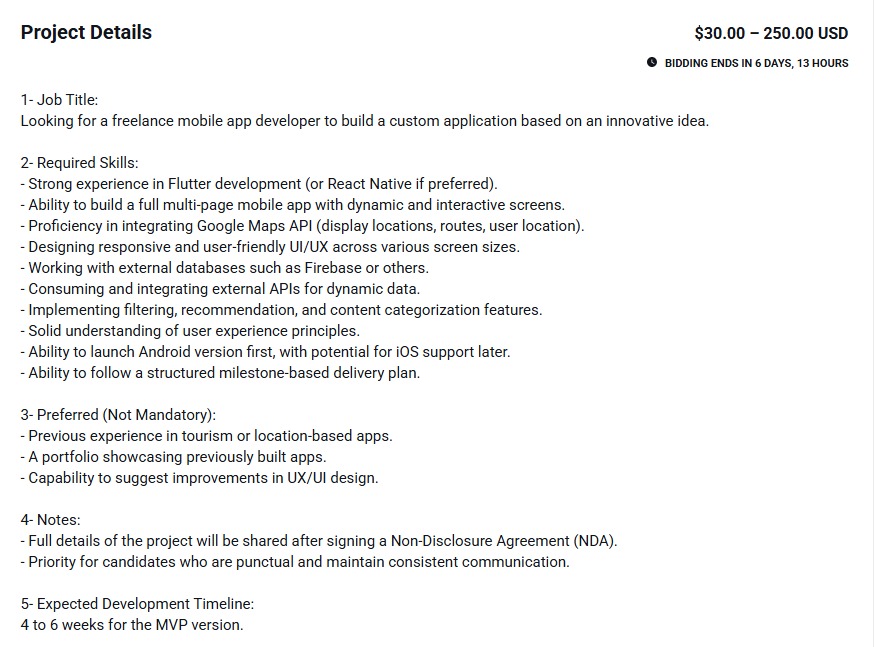 Project Details
$30.00 – 250.00 USD
BIDDING ENDS IN 6 DAYS, 13 HOURS
1- Job Title:
Looking for a freelance mobile app developer to build a custom application based on an innovative idea.
2- Required Skills:
- Strong experience in Flutter development (or React Native if preferred).
- Ability to build a full multi-page mobile app with dynamic and interactive screens.
- Proficiency in integrating Google Maps API (display locations, routes, user location).
- Designing responsive and user-friendly UI/UX across various screen sizes.
- Working with external databases such as Firebase or others.
- Consuming and integrating external APIs for dynamic data.
- Implementing filtering, recommendation, and content categorization features.
- Solid understanding of user experience principles.
- Ability to launch Android version first, with potential for iOS support later.
- Ability to follow a structured milestone-based delivery plan.
3- Preferred (Not Mandatory):
- Previous experience in tourism or location-based apps.
- A portfolio showcasing previously built apps.
- Capability to suggest improvements in UX/UI design.
4- Notes:
- Full details of the project will be shared after signing a Non-Disclosure Agreement (NDA).
- Priority for candidates who are punctual and maintain consistent communication.
5- Expected Development Timeline:
4 to 6 weeks for the MVP version.